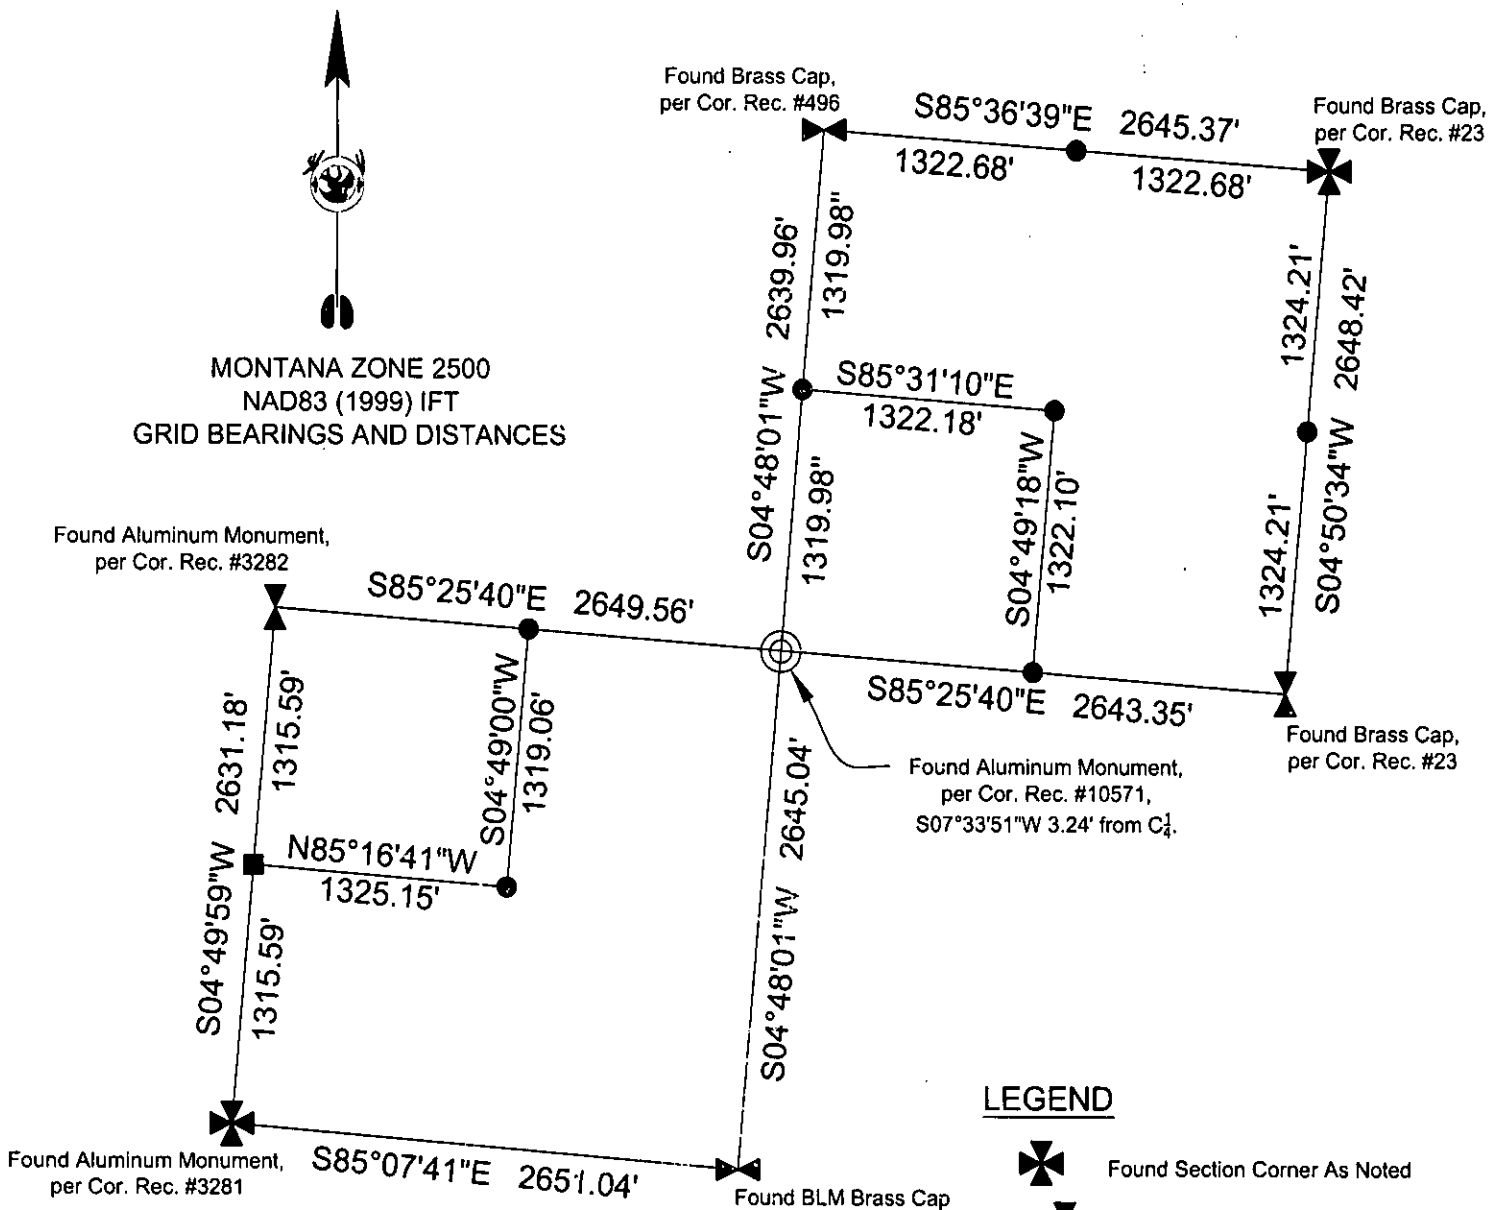 Found Brass Cap,
per Cor. Rec. #496
S85°36'39"E 2645.37'
1322.68'
1322.68'
Found Brass Cap,
per Cor. Rec. #23
MONTANA ZONE 2500
NAD83 (1999) IFT
GRID BEARINGS AND DISTANCES
S04°48'01"W 2639.96'
1319.98"
1319.98"
S85°31'10"E
1322.18'
S04°49'18"W
1322.10'
1324.21'
1324.21'
S04°50'34"W 2648.42'
Found Aluminum Monument,
per Cor. Rec. #3282
S85°25'40"E 2649.56'
S85°25'40"E 2643.35'
Found Brass Cap,
per Cor. Rec. #23
Found Aluminum Monument,
per Cor. Rec. #10571,
S07°33'51"W 3.24' from C¼.
S04°49'59"W 2631.18'
1315.59'
1315.59'
S04°49'00"W
1319.06'
N85°16'41"W
1325.15'
S04°48'01"W 2645.04'
Found Aluminum Monument,
per Cor. Rec. #3281
S85°07'41"E 2651.04'
Found BLM Brass Cap
LEGEND
Found Section Corner As Noted